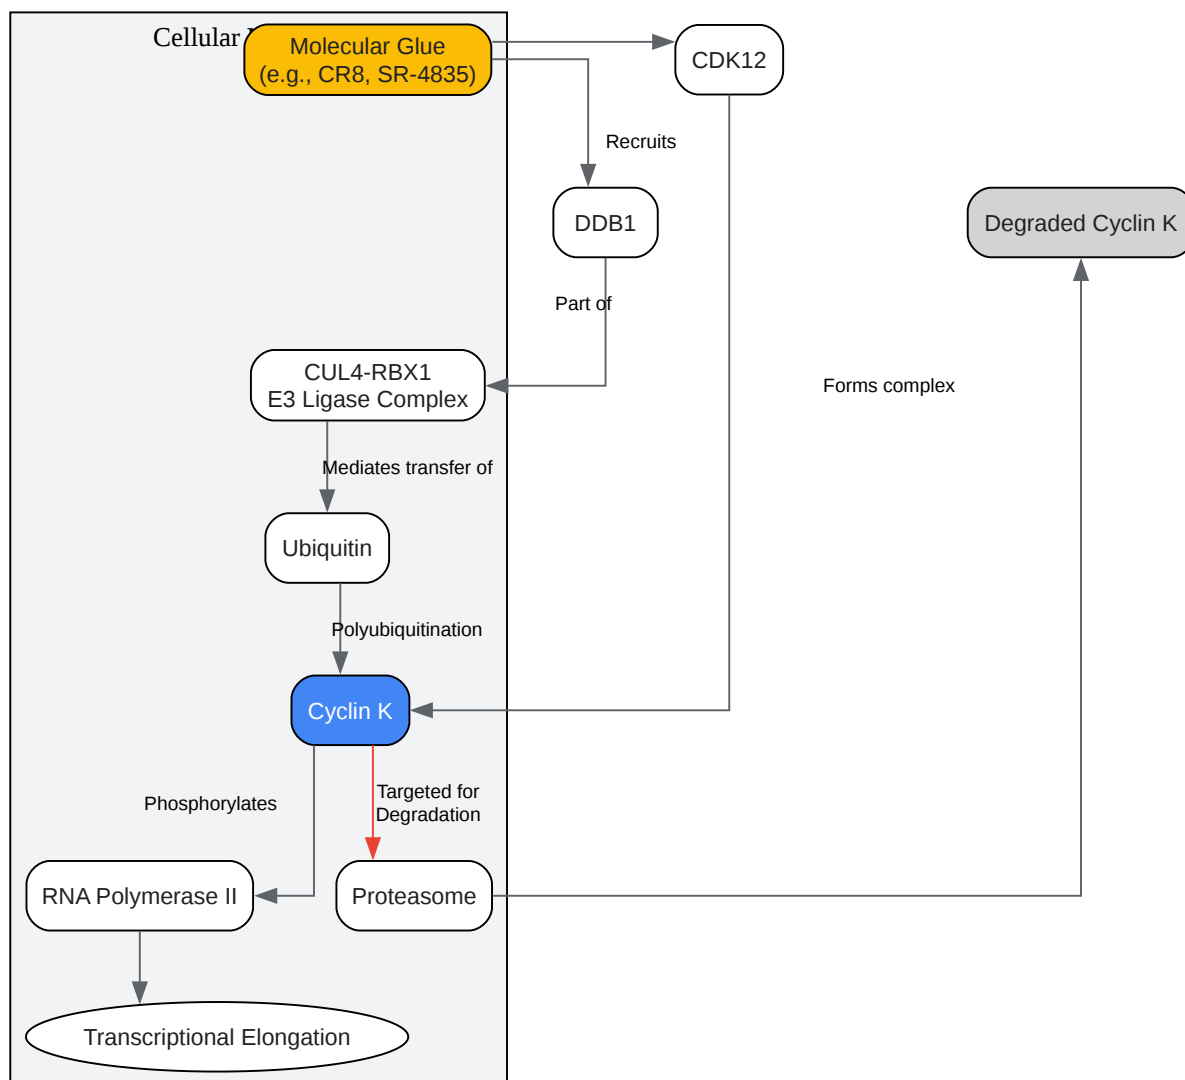 Cellular
Molecular Glue
(e.g., CR8, SR-4835)
CDK12
Recruits
DDB1
Degraded Cyclin K
Part of
CUL4-RBX1
E3 Ligase Complex
Forms complex
Mediates transfer of
Ubiquitin
Polyubiquitination
Cyclin K
Phosphorylates
Targeted for
Degradation
RNA Polymerase II
Proteasome
Transcriptional Elongation